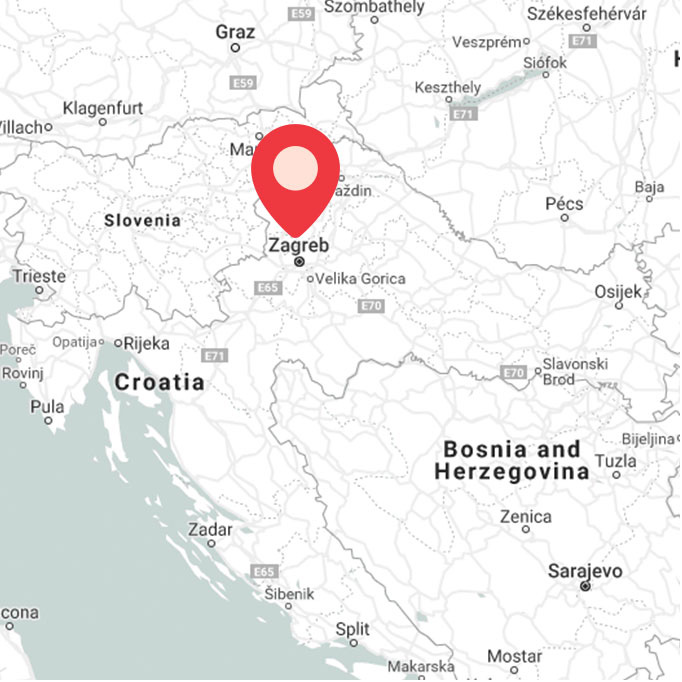 Szombathely
E59
Székesfehérvár
Graz
Veszprém
E71
Siófok
E59
Keszthely
Klagenfurt
E71
Villach
Ma
aždin
Baja
Pécs
Slovenia
Zagreb
Trieste
Velika Gorica
E65
Osijek
E70
Opatija
Rijeka
Poreč
E71
Slavonski
Brod
E70
Rovinj
Croatia
Pula
Bijeljina
Bosnia and
Herzegovina
Tuzla
Zenica
Zadar
Sarajevo
E65
Šibenik
cona
Split
Mostar
Makarska